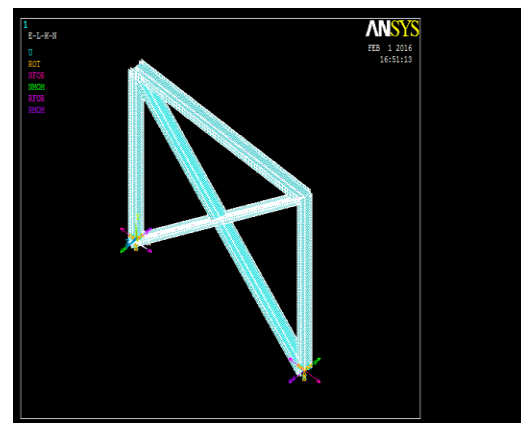 1
E-L-K-N
U
ROT
NFOR
NMOM
RFOR
RMOM
ANSYS
FEB 1 2016
16:51:13